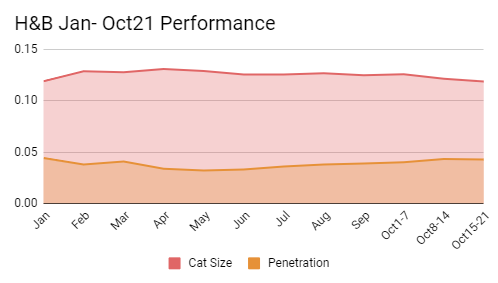 H&B Jan- Oct21 Performance
0.15
0.10
0.05
0.00
Jan
Feb
Mar
Apr
May
Jun
Jul
Aug
Sep
Oct1-7
Oct8-14
Oct15-21
Cat Size
Penetration